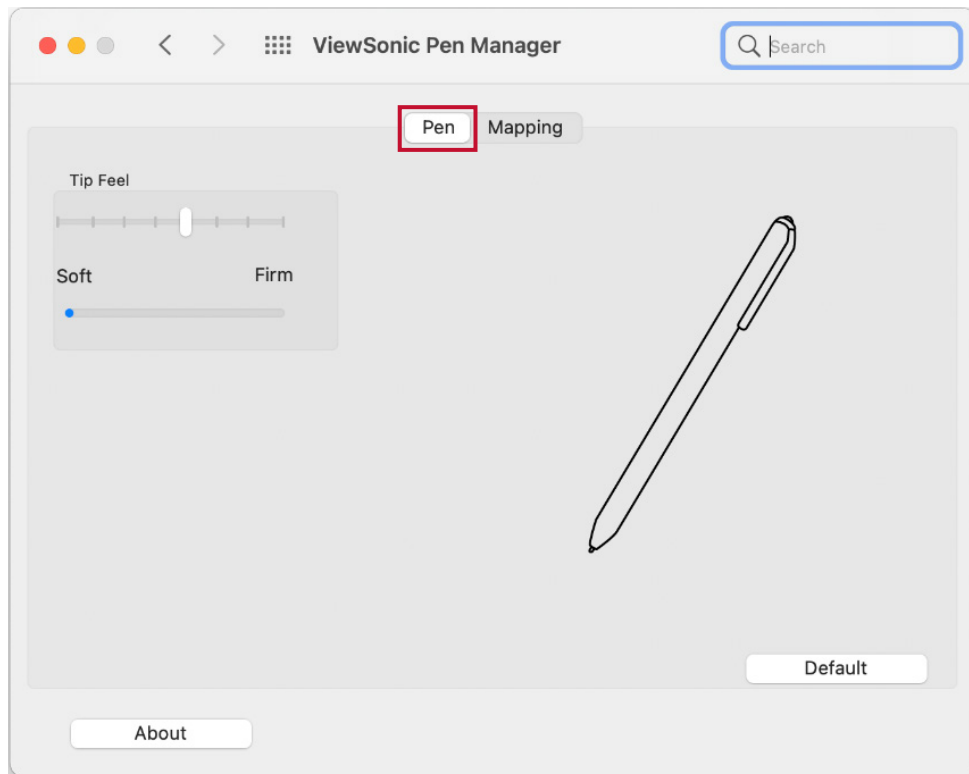 ViewSonic Pen Manager
Search
Pen
Mapping
Tip Feel
Soft
Firm
Default
About